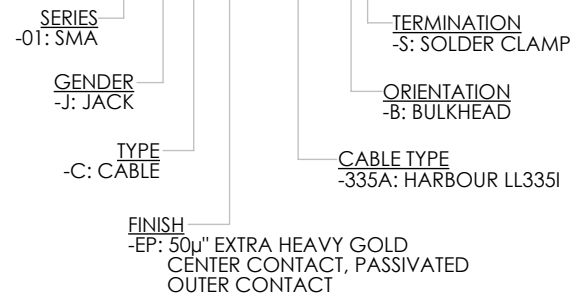 SERIES
-01: SMA
GENDER
-J: JACK
TYPE
-C: CABLE
FINISH
-EP: 50µ" EXTRA HEAVY GOLD
CENTER CONTACT, PASSIVATED
OUTER CONTACT
TERMINATION
-S: SOLDER CLAMP
ORIENTATION
-B: BULKHEAD
CABLE TYPE
-335A: HARBOUR LL335I